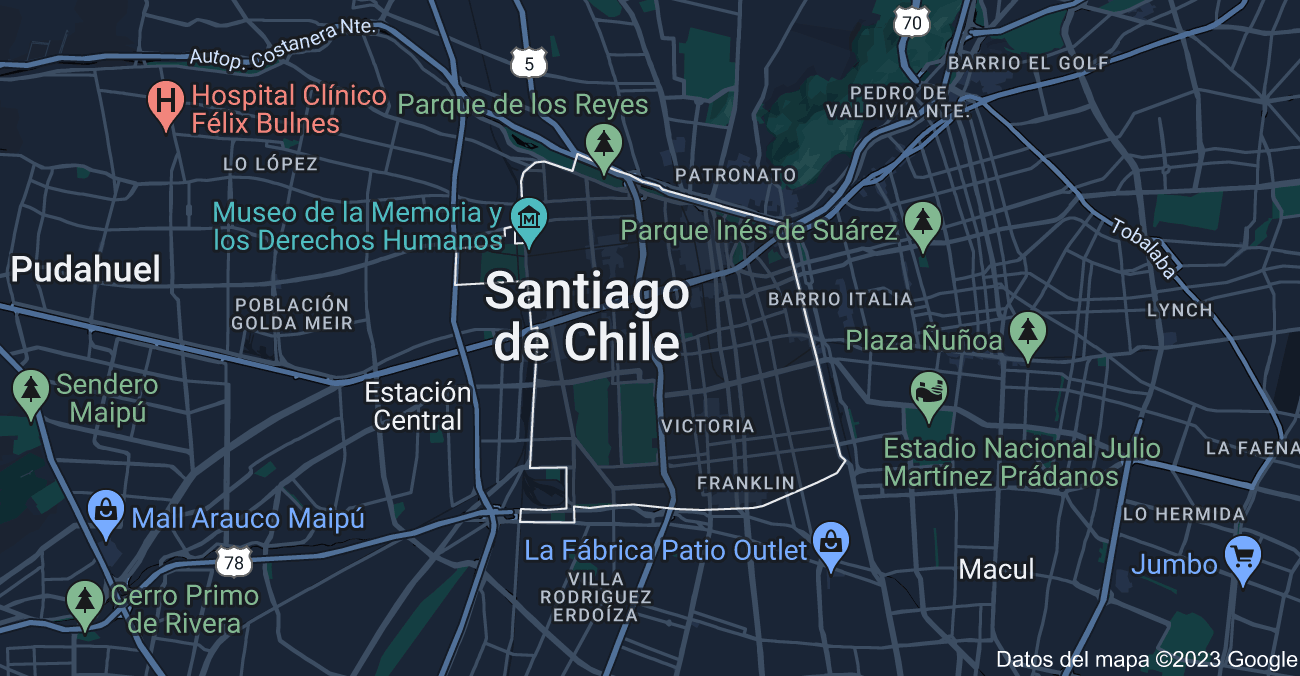 70
Autop. Costanera Nte.
5
BARRIO EL GOLF
Hospital Clínico
Félix Bulnes
Parque de los Reyes
PEDRO DE
VALDIVIA NTE.
LO LÓPEZ
PATRONATO
Museo de la Memoria y
los Derechos Humanos
Parque Inés de Suárez
Tobalaba
Pudahuel
Santiago
de Chile
POBLACIÓN
GOLDA MEIR
BARRIO ITALIA
LYNCH
Plaza Ñuñoa
Sendero
Maipú
Estación
Central
VICTORIA
Estadio Nacional Julio
Martínez Prádanos
LA FAENA
FRANKLIN
Mall Arauco Maipú
LO HERMIDA
La Fábrica Patio Outlet
78
Macul
Jumbo
VILLA
RODRIGUEZ
ERDOÍZA
Cerro Primo
de Rivera
Datos del mapa ©2023 Google